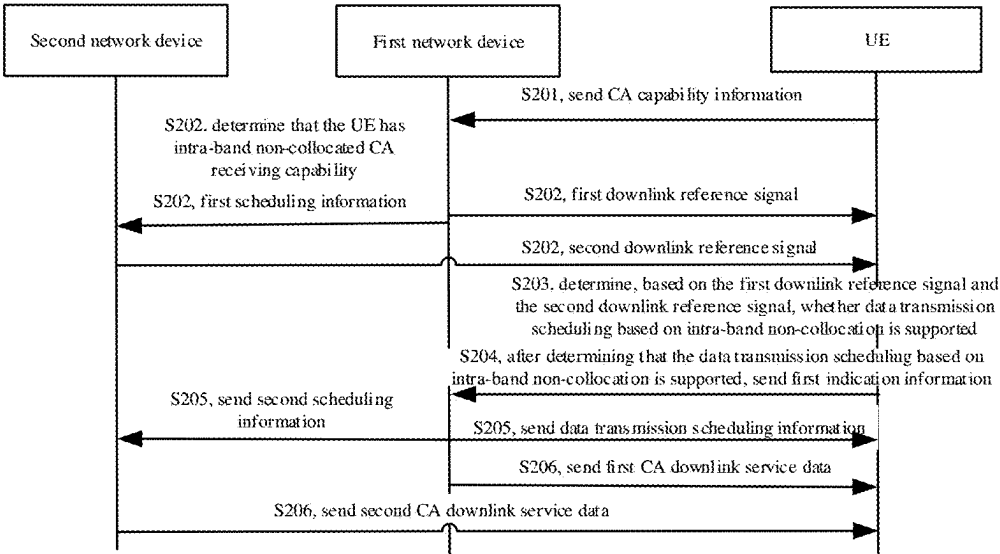 Second network device
First network device
UE
S201, send CA capability information
S202. determine that the UE has
intra-band non-collocated CA
receiving capability
S202, first scheduling information
S202, first downlink reference signal
S202, second downlink reference signal
S203. determine, based on the first downlink reference signal and
the second downlink reference signal, whether data transmission
scheduling based on intra-band non-collocation is supported
S204, after determining that the data transmission scheduling based on
intra-band non-collocation is supported, send first indication information
S205, send second scheduling
information
S205, send data transmission scheduling information
S206, send first CA downlink service data
S206, send second CA downlink service data